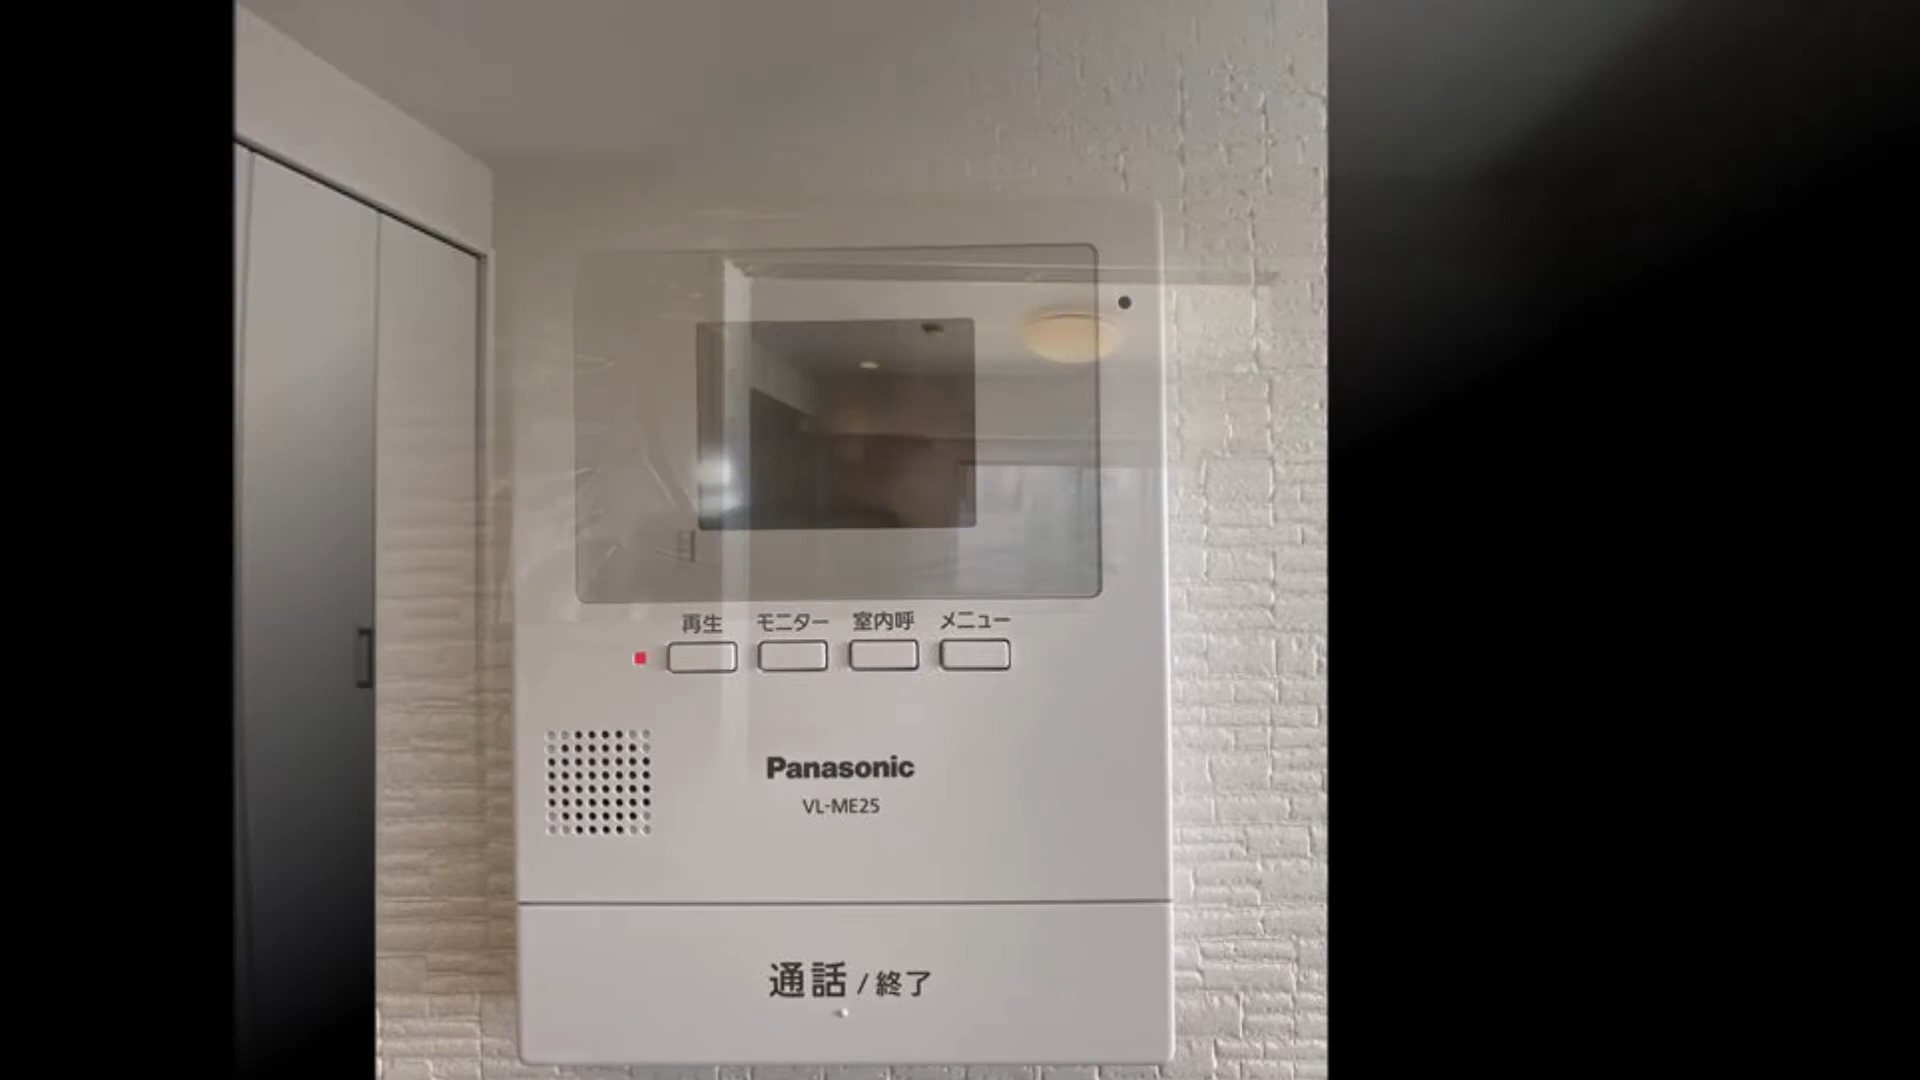 再生 モニター 室内呼 メニュー
Panasonic
VL-ME25
通話 / 終了